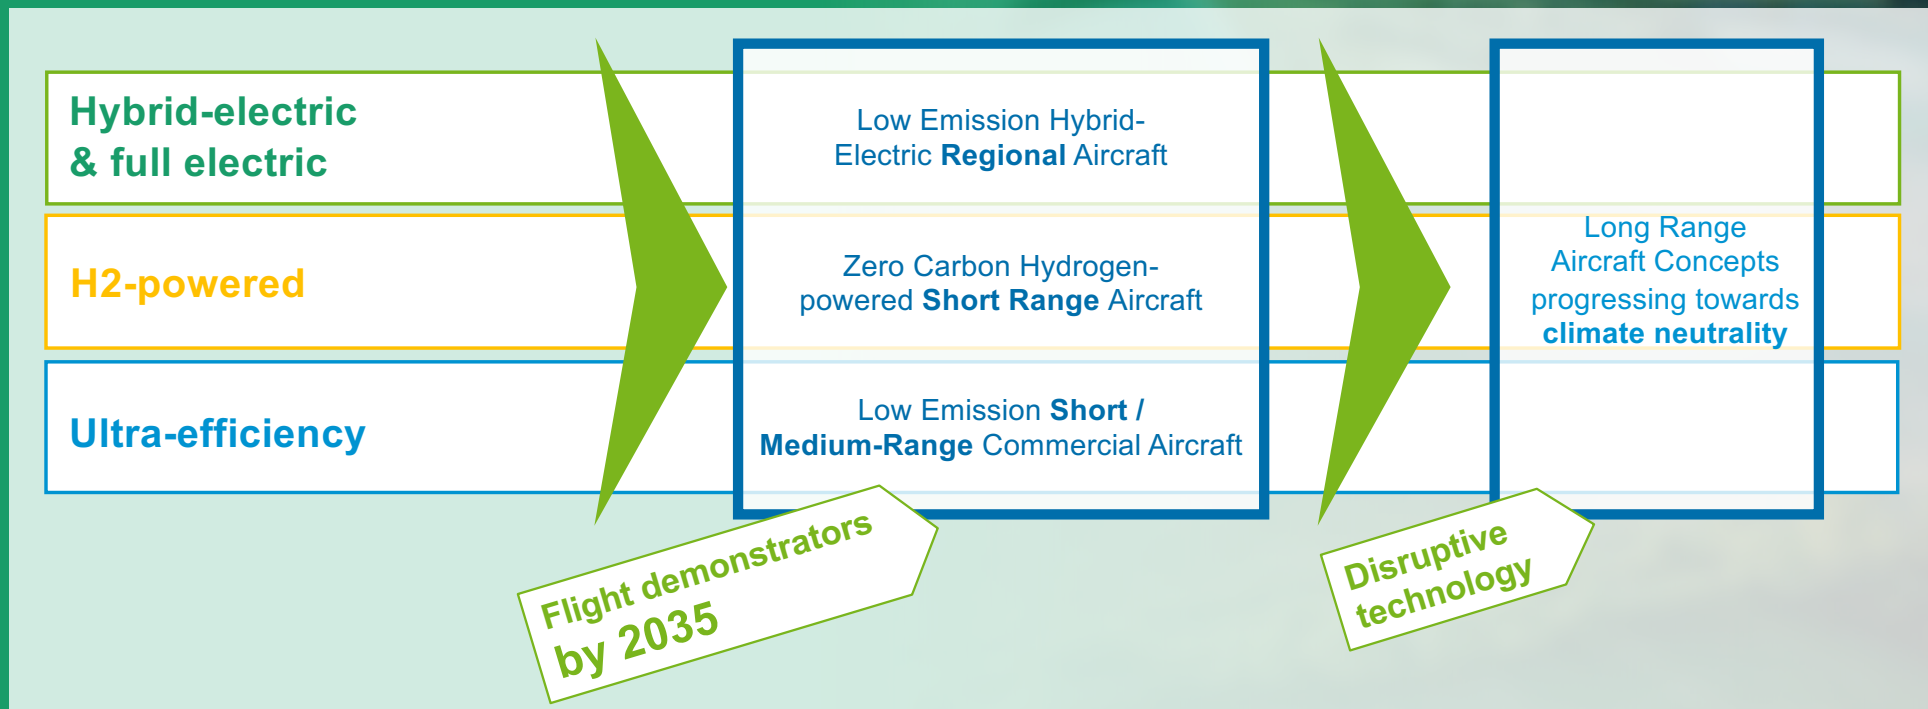 Hybrid-electric
& full electric
Low Emission Hybrid-
Electric Regional Aircraft
H2-powered
Zero Carbon Hydrogen-
powered Short Range Aircraft
Long Range
Aircraft Concepts
progressing towards
climate neutrality
Ultra-efficiency
Low Emission Short /
Medium-Range Commercial Aircraft
Flight demonstrators
by 2035
Disruptive
technology